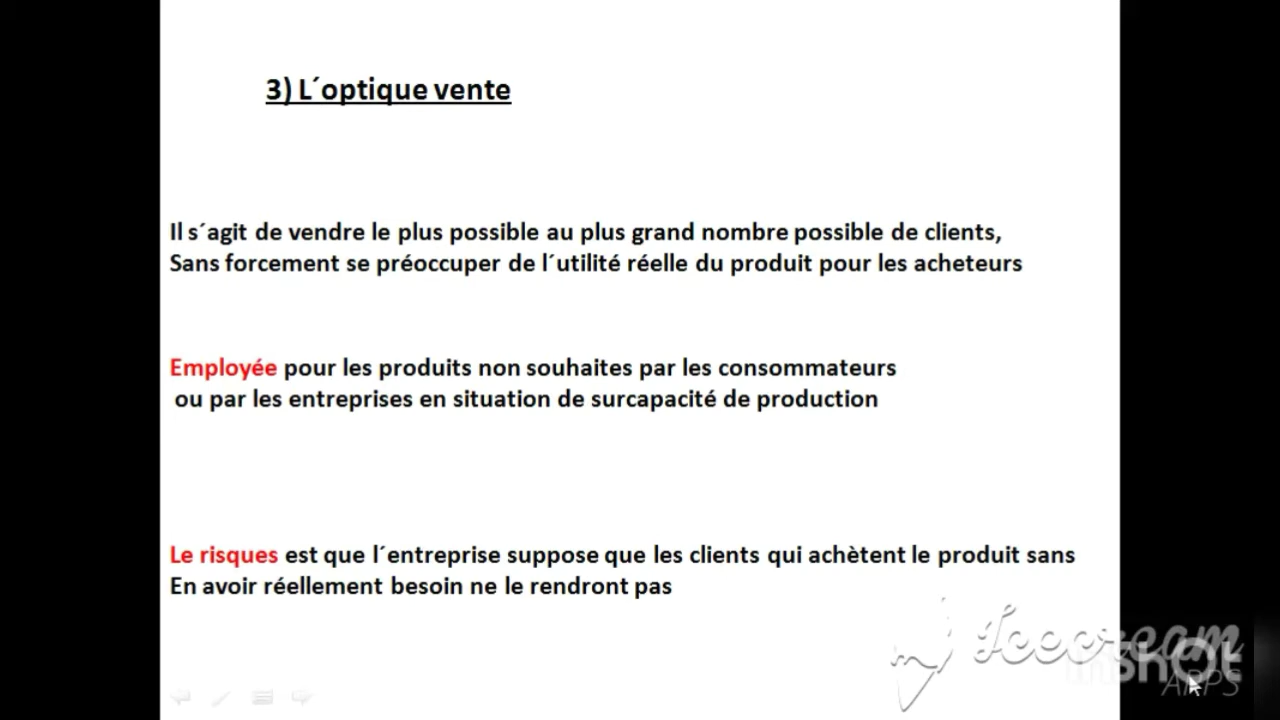 3) L´optique vente
Il s´agit de vendre le plus possible au plus grand nombre possible de clients,
Sans forcement se préoccuper de l´utilité réelle du produit pour les acheteurs
Employée pour les produits non souhaites par les consommateurs
ou par les entreprises en situation de surcapacité de production
Le risques est que l´entreprise suppose que les clients qui achètent le produit sans
En avoir réellement besoin ne le rendront pas
Icecream
InShOt
APPS